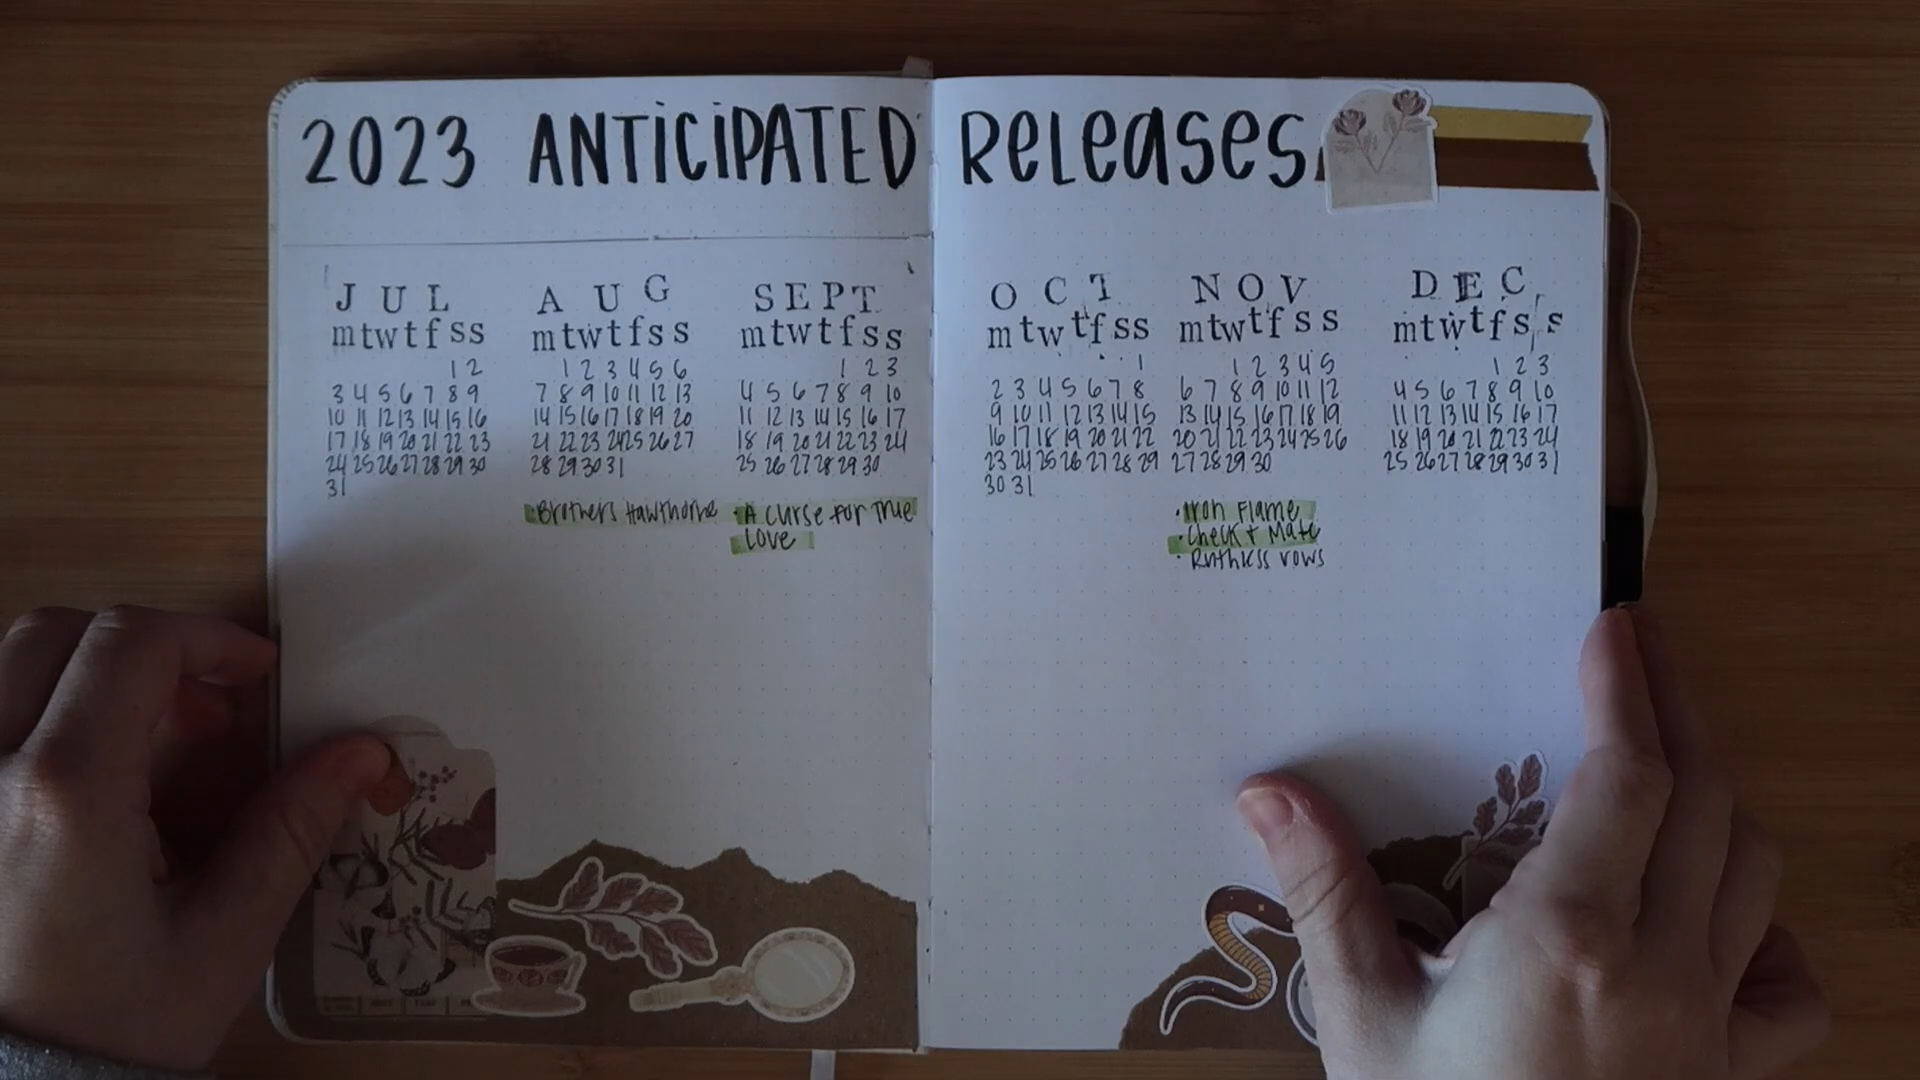 2023 ANTICIPATED RELEASES
JUL
mtwtfss
1 2
3 4 5 6 7 8 9
10 11 12 13 14 15 16
17 18 19 20 21 22 23
24 25 26 27 28 29 30
31
AUG
mtwtfss
1 2 3 4 5 6
7 8 9 10 11 12 13
14 15 16 17 18 19 20
21 22 23 24 25 26 27
28 29 30 31
• Brothers Hawthorne
SEPT
mtwtfss
1 2 3
4 5 6 7 8 9 10
11 12 13 14 15 16 17
18 19 20 21 22 23 24
25 26 27 28 29 30
• A curse for True
Love
OCT
mtwtfss
1
2 3 4 5 6 7 8
9 10 11 12 13 14 15
16 17 18 19 20 21 22
23 24 25 26 27 28 29
30 31
NOV
mtwtfss
1 2 3 4 5
6 7 8 9 10 11 12
13 14 15 16 17 18 19
20 21 22 23 24 25 26
27 28 29 30
• Iron Flame
• Check + Mate
• Ruthless vows
DEC
mtwtfss
1 2 3
4 5 6 7 8 9 10
11 12 13 14 15 16 17
18 19 20 21 22 23 24
25 26 27 28 29 30 31